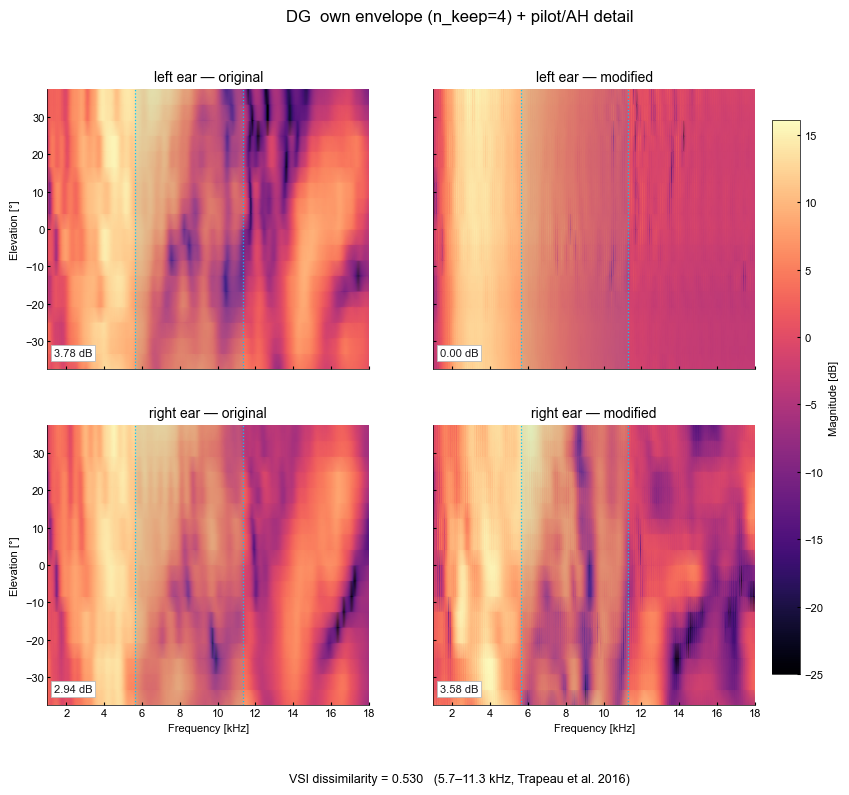 DG  own envelope (n_keep=4) + pilot/AH detail
left ear — original
left ear — modified
Elevation [°]
30
20
10
0
−10
−20
−30
3.78 dB
0.00 dB
15
10
5
0
−5
−10
−15
−20
−25
Magnitude [dB]
right ear — original
right ear — modified
Elevation [°]
30
20
10
0
−10
−20
−30
2.94 dB
3.58 dB
2 4 6 8 10 12 14 16 18
2 4 6 8 10 12 14 16 18
Frequency [kHz]
Frequency [kHz]
VSI dissimilarity = 0.530   (5.7–11.3 kHz, Trapeau et al. 2016)